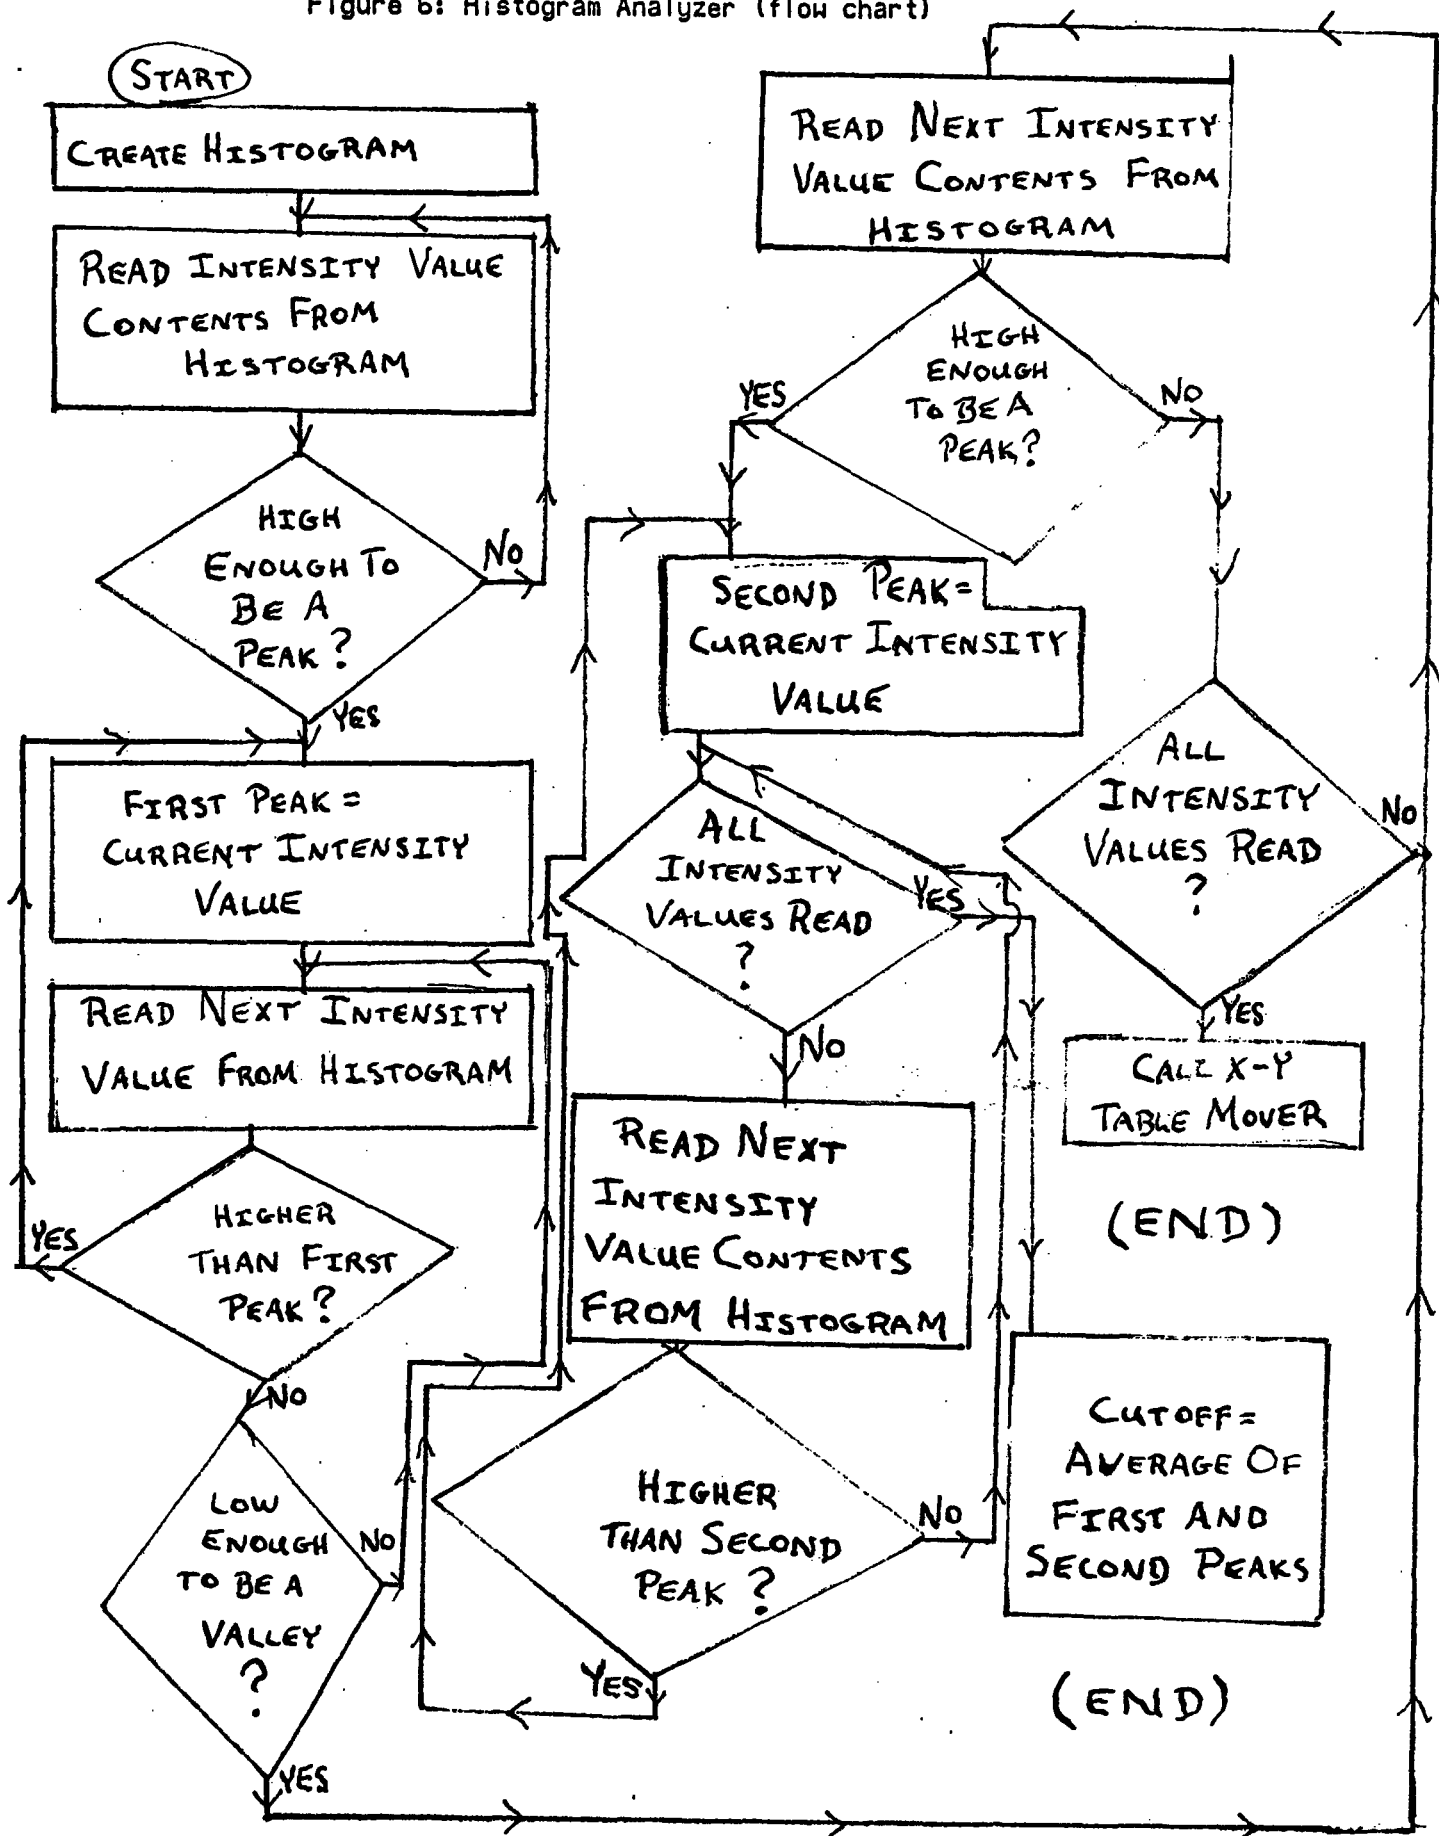 Figure 6: Histogram Analyzer (flow chart)
START
CREATE HISTOGRAM
READ INTENSITY VALUE
CONTENTS FROM
HISTOGRAM
HIGH
ENOUGH TO
BE A
PEAK?
NO
YES
FIRST PEAK =
CURRENT INTENSITY
VALUE
READ NEXT INTENSITY
VALUE FROM HISTOGRAM
HIGHER
THAN FIRST
PEAK?
YES
NO
LOW
ENOUGH
TO BE A
VALLEY
?
NO
YES
READ NEXT INTENSITY
VALUE CONTENTS FROM
HISTOGRAM
HIGH
ENOUGH
TO BE A
PEAK?
YES
NO
SECOND PEAK=
CURRENT INTENSITY
VALUE
ALL
INTENSITY
VALUES READ
?
YES
NO
READ NEXT
INTENSITY
VALUE CONTENTS
FROM HISTOGRAM
HIGHER
THAN SECOND
PEAK?
NO
YES
ALL
INTENSITY
VALUES READ
?
NO
YES
CALL X-Y
TABLE MOVER
(END)
CUTOFF=
AVERAGE OF
FIRST AND
SECOND PEAKS
(END)